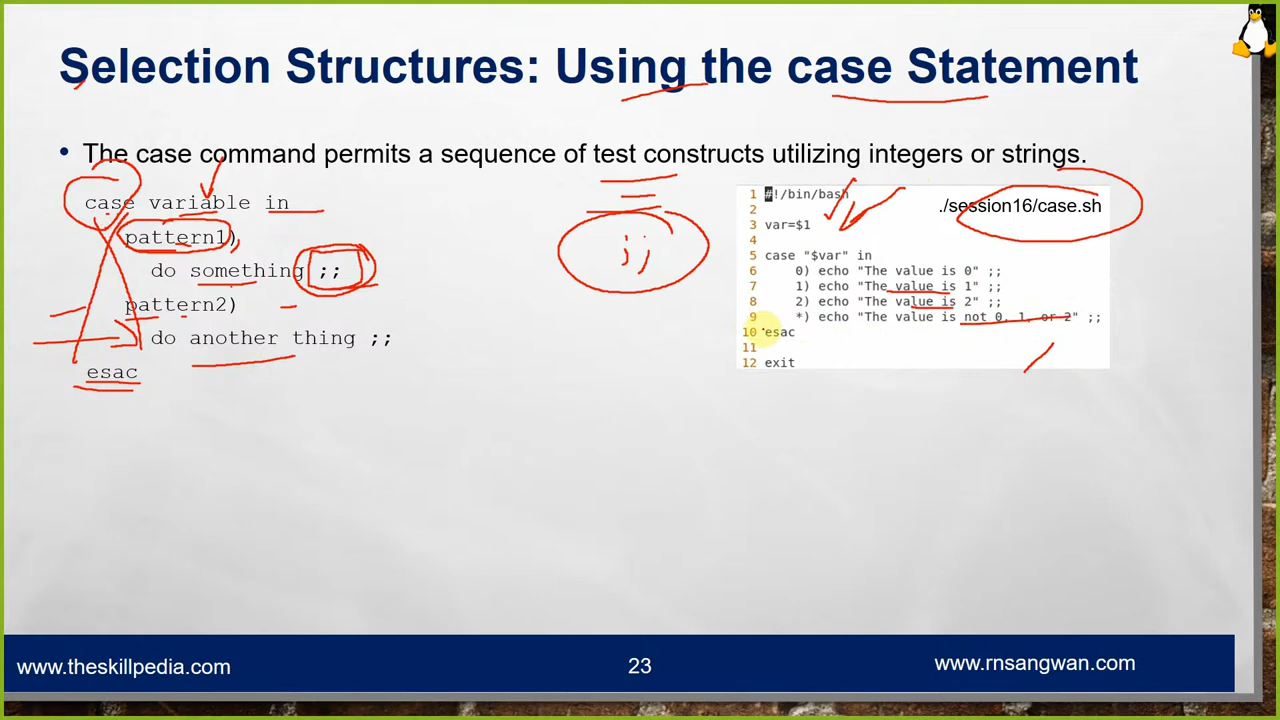 Selection Structures: Using the case Statement
• The case command permits a sequence of test constructs utilizing integers or strings.
case variable in
pattern1)
do something ;;
pattern2)
do another thing ;;
esac
;;
./session16/case.sh
1 #!/bin/bash
2
3 var=$1
4
5 case "$var" in
6 0) echo "The value is 0" ;;
7 1) echo "The value is 1" ;;
8 2) echo "The value is 2" ;;
9 *) echo "The value is not 0, 1, or 2" ;;
10 esac
11
12 exit
www.theskillpedia.com
23
www.rnsangwan.com